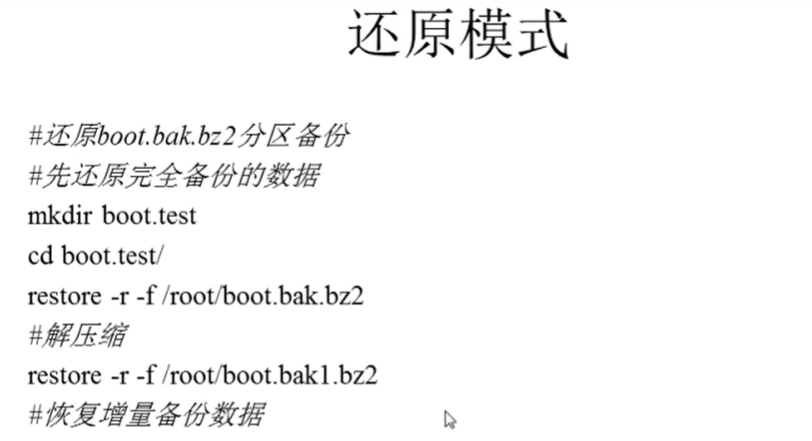 还原模式
#还原boot.bak.bz2分区备份
#先还原完全备份的数据
mkdir boot.test
cd boot.test/
restore -r -f /root/boot.bak.bz2
#解压缩
restore -r -f /root/boot.bak1.bz2
#恢复增量备份数据